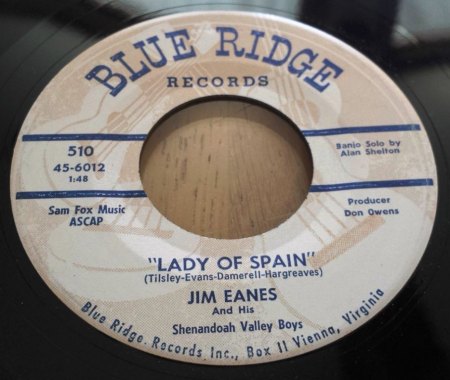 BLUE RIDGE
RECORDS
510
45-6012
1:48
Banjo Solo by
Alan Shelton
Sam Fox Music
ASCAP
Producer
Don Owens
"LADY OF SPAIN"
(Tilsley-Evans-Damerell-Hargreaves)
JIM EANES
And His
Shenandoah Valley Boys
Blue Ridge Records Inc., Box 11 Vienna, Virginia